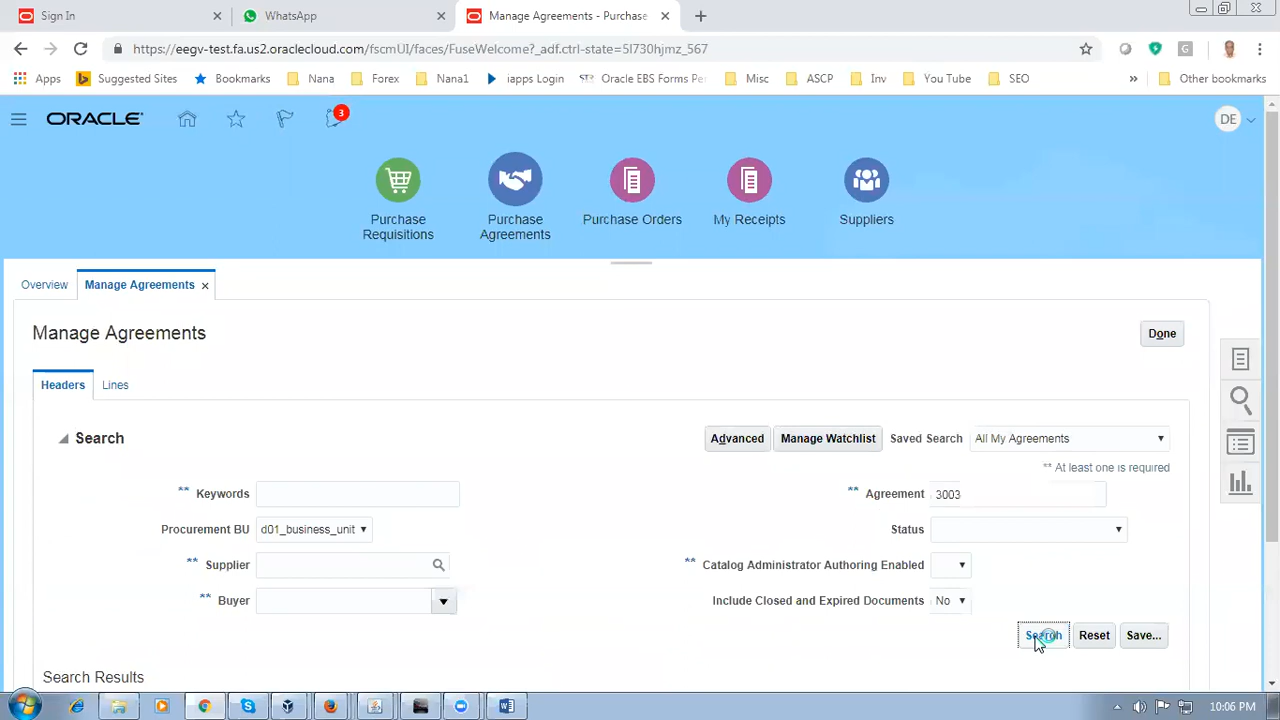 Sign In
WhatsApp
Manage Agreements - Purchase
https://eegv-test.fa.us2.oraclecloud.com/fscmUI/faces/FuseWelcome?_adf.ctrl-state=5l730hjmz_567
Apps
Suggested Sites
Bookmarks
Nana
Forex
Nana1
iapps Login
Oracle EBS Forms Pe
Misc
ASCP
Inv
You Tube
SEO
»
Other bookmarks
ORACLE
3
DE
Purchase Requisitions
Purchase Agreements
Purchase Orders
My Receipts
Suppliers
Overview
Manage Agreements
Manage Agreements
Done
Headers
Lines
Search
Advanced
Manage Watchlist
Saved Search
All My Agreements
** At least one is required
** Keywords
** Agreement
3003
Procurement BU
d01_business_unit
Status
** Supplier
** Catalog Administrator Authoring Enabled
** Buyer
Include Closed and Expired Documents
No
Search
Reset
Save...
Search Results
10:06 PM